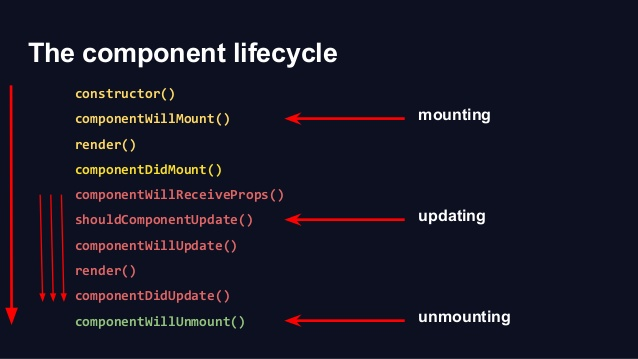 The component lifecycle
constructor()
componentWillMount()
mounting
render()
componentDidMount()
componentWillReceiveProps()
shouldComponentUpdate()
updating
componentWillUpdate()
render()
componentDidUpdate()
componentWillUnmount()
unmounting